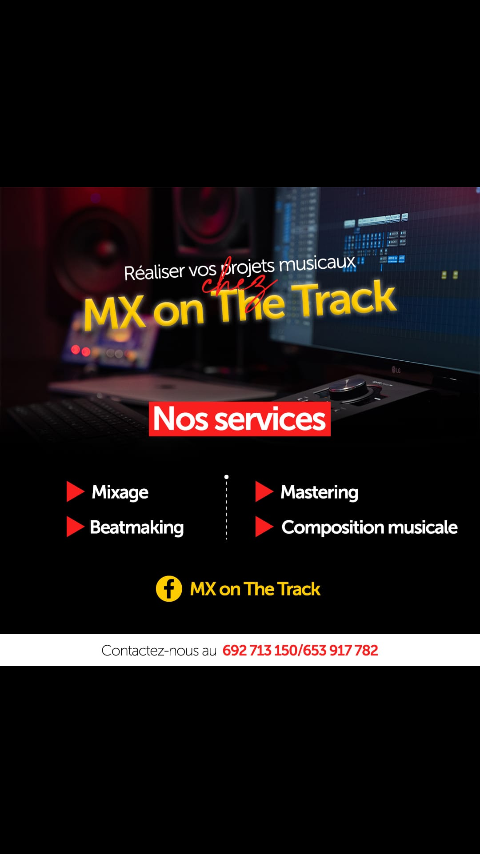 Réaliser vos projets musicaux
chez
MX on The Track
Nos services
Mixage
Mastering
Beatmaking
Composition musicale
MX on The Track
Contactez-nous au 692 713 150/653 917 782